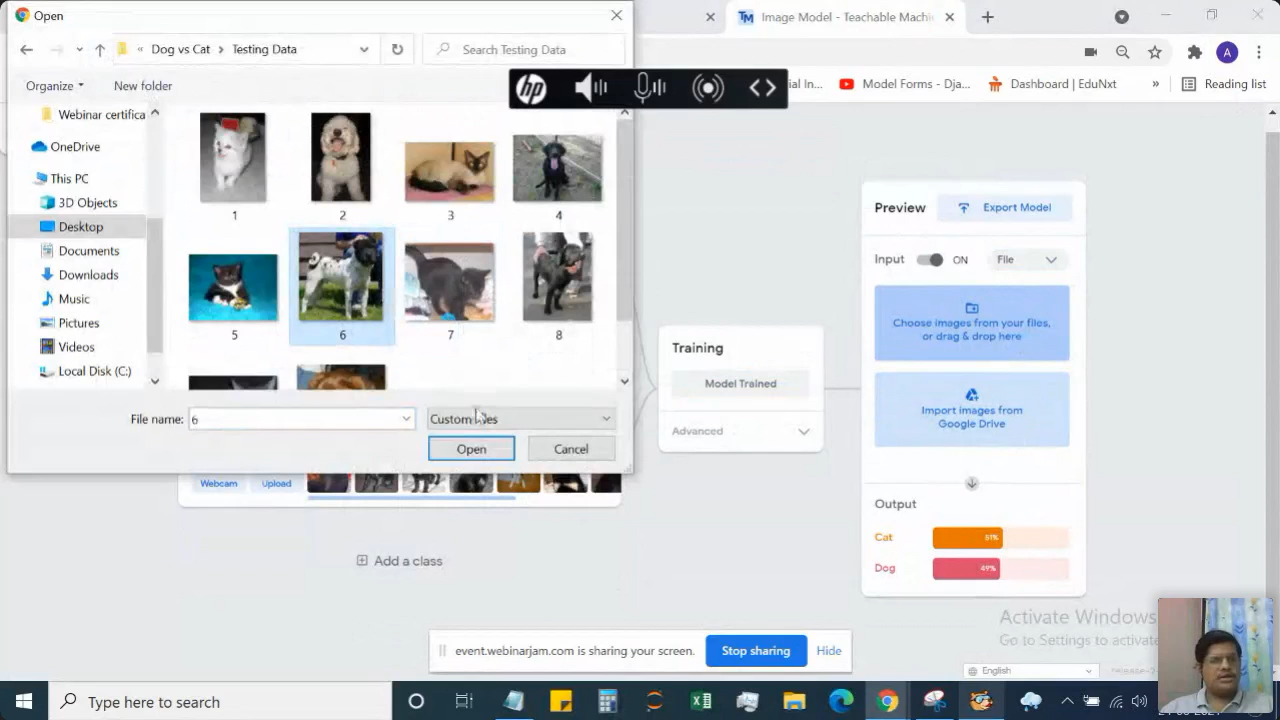 Open
TM Image Model - Teachable Machi
« Dog vs Cat > Testing Data
Search Testing Data
Organize New folder
hp
Model Forms - Dja... Dashboard | EduNxt » Reading list
A
Webinar certifica
OneDrive
This PC
3D Objects
Desktop
Documents
Downloads
Music
Pictures
Videos
Local Disk (C:)
1 2 3 4
5 6 7 8
File name: 6
Open Cancel
Webcam Upload
Add a class
Training
Model Trained
Advanced
Preview Export Model
Input ON File
Choose images from your files,
or drag & drop here
Import images from
Google Drive
Output
Cat 51%
Dog 49%
Activate Windows
Go to Settings to activate
event.webinarjam.com is sharing your screen. Stop sharing Hide
English
Type here to search